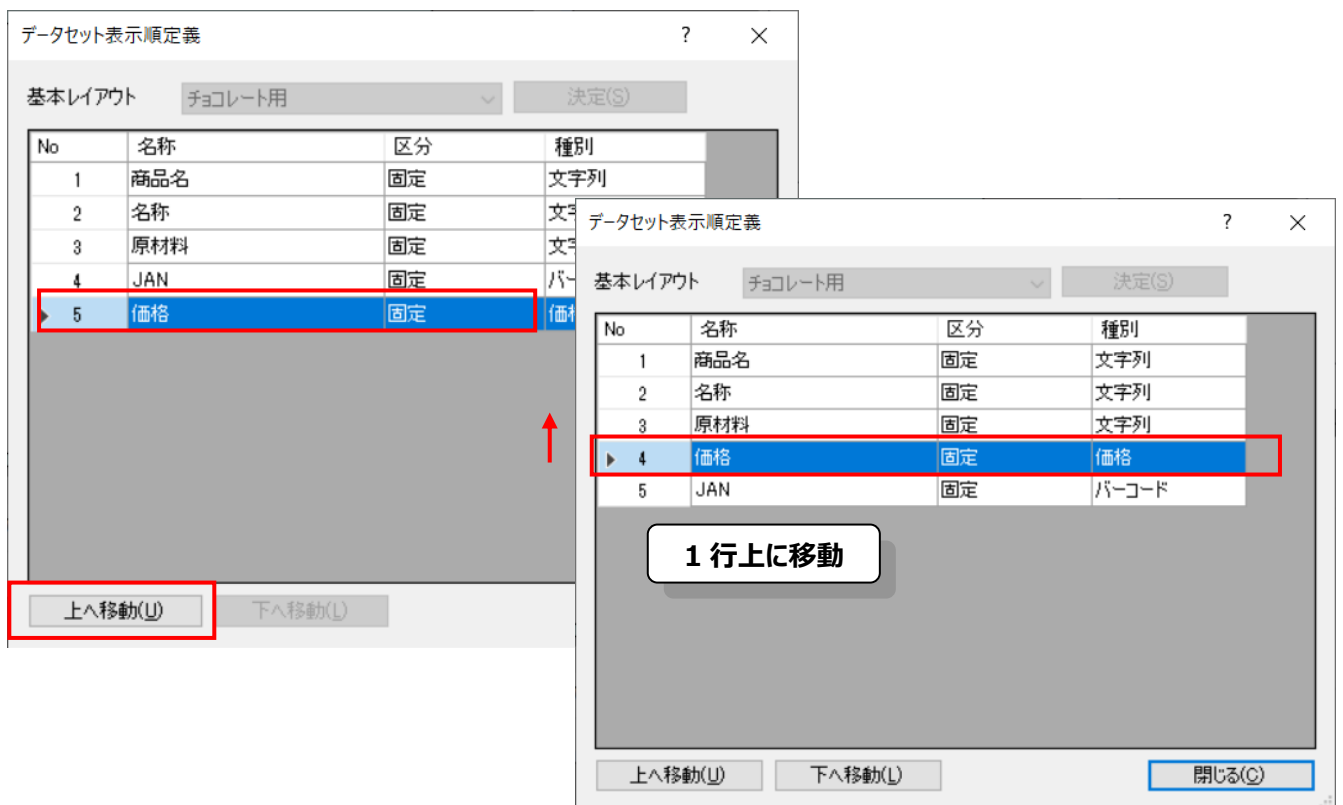 データセット表示順定義 ?
基本レイアウト チョコレート用 決定(S)
No 名称 区分 種別
1 商品名 固定 文字列
2 名称 固定
3 原材料 固定
4 JAN 固定
5 価格 固定
上へ移動(U) 下へ移動(L)
データセット表示順定義 ?
基本レイアウト チョコレート用 決定(S)
No 名称 区分 種別
1 商品名 固定 文字列
2 名称 固定 文字列
3 原材料 固定 文字列
4 価格 固定 価格
5 JAN 固定 バーコード
1 行上に移動
上へ移動(U) 下へ移動(L) 閉じる(C)